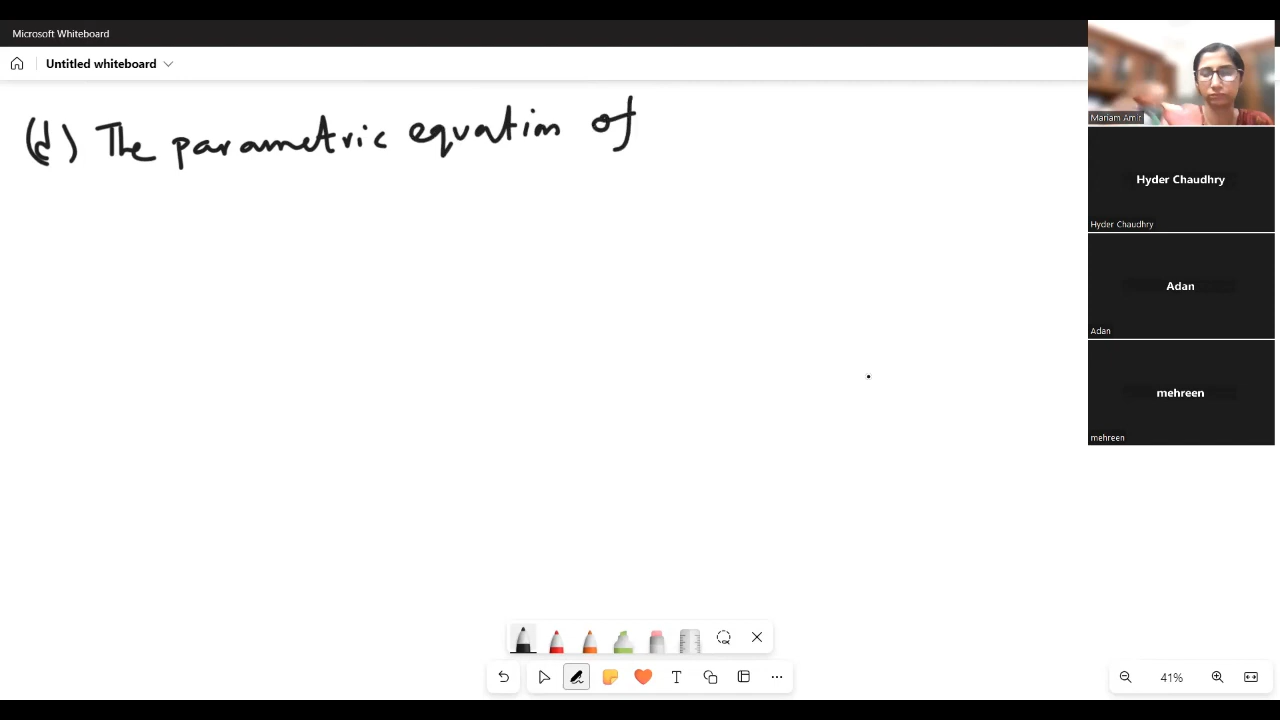 Microsoft Whiteboard
Untitled whiteboard
(d) The parametric equation of
Mariam Amir
Hyder Chaudhry
Hyder Chaudhry
Adan
Adan
mehreen
mehreen
T
41%